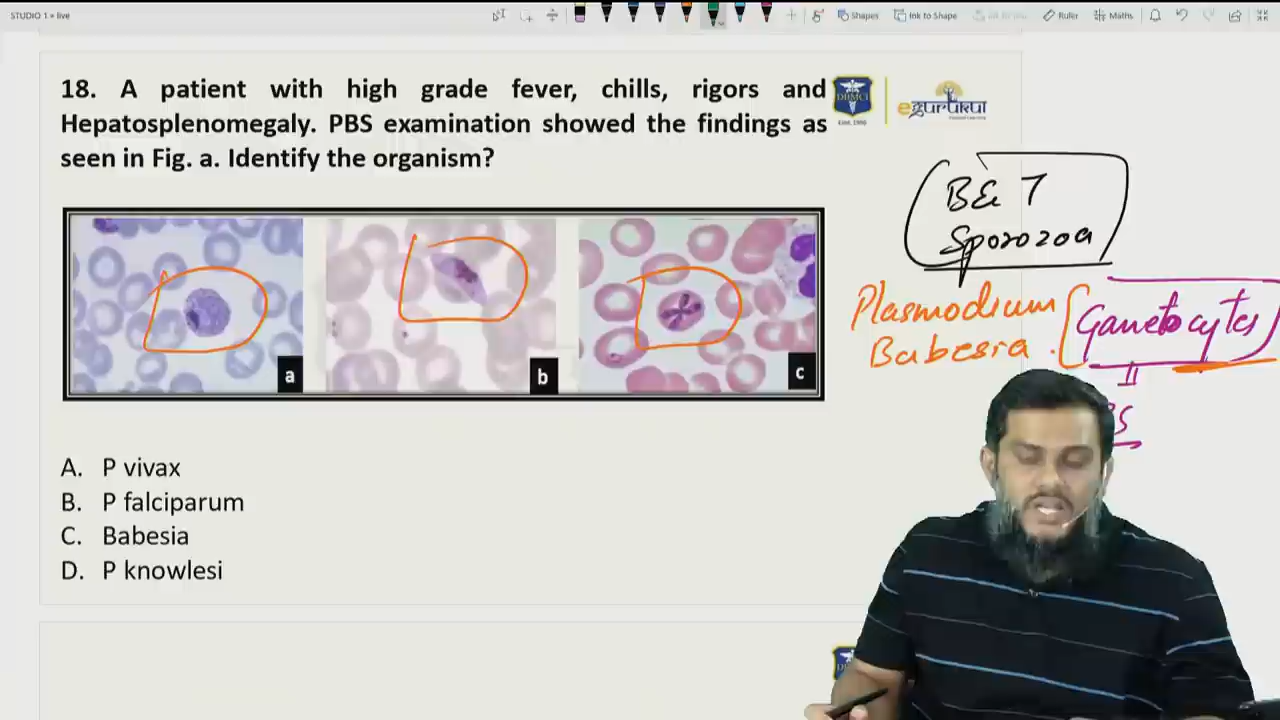 STUDIO 1 • live
Shapes
Ink to Shape
Ruler
Maths
18. A patient with high grade fever, chills, rigors and
Hepatosplenomegaly. PBS examination showed the findings as
seen in Fig. a. Identify the organism?
DBMCI
eGurukul
B& T
Sporozoa
Plasmodium
Babesia.
Gametocytes
a
b
c
A. P vivax
B. P falciparum
C. Babesia
D. P knowlesi